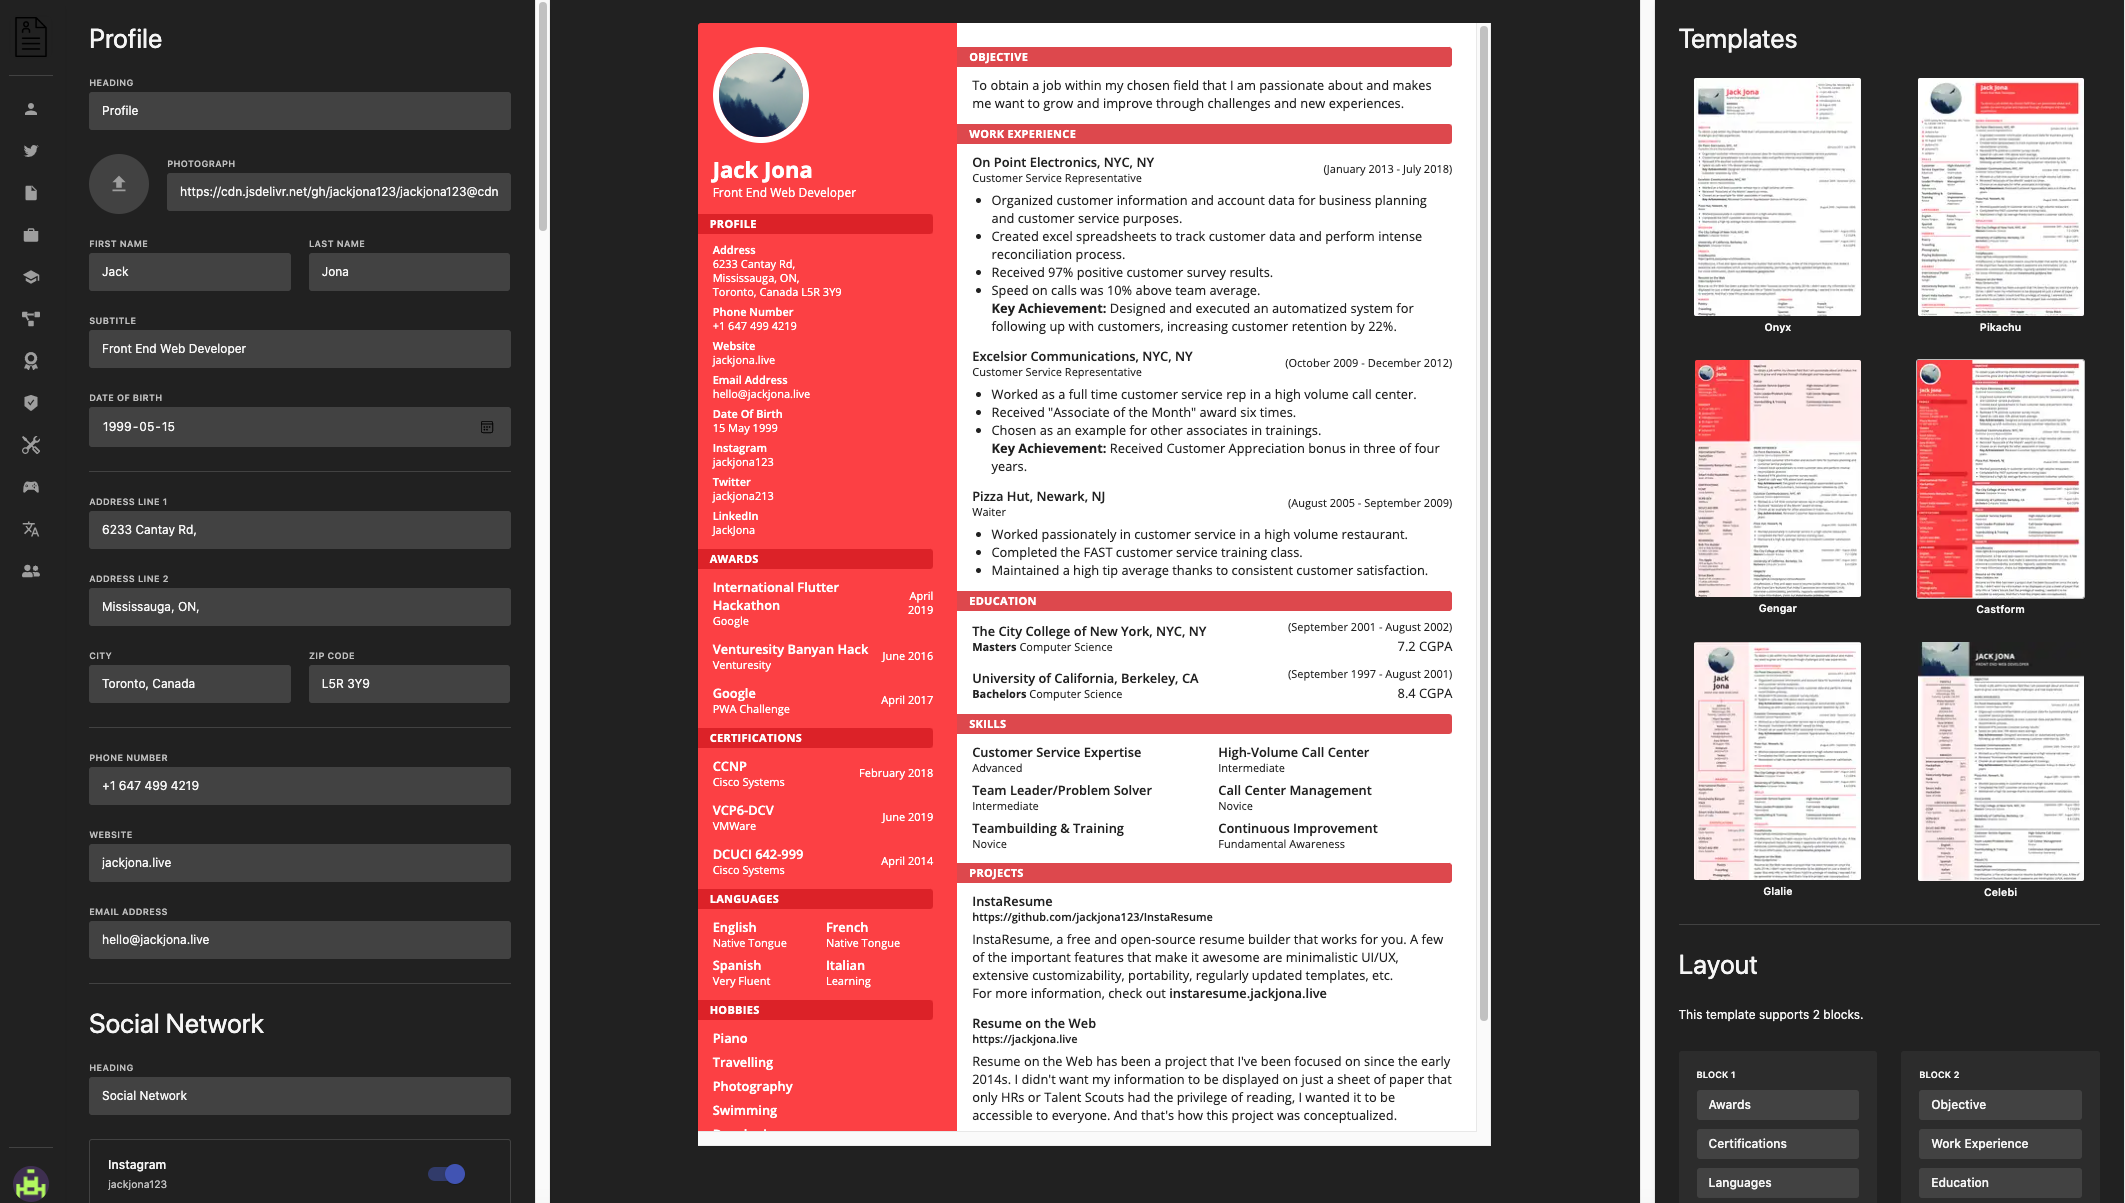 Profile
HEADING
Profile
PHOTOGRAPH
https://cdn.jsdelivr.net/gh/jackjona123/jackjona123@cdn
FIRST NAME
LAST NAME
Jack
Jona
SUBTITLE
Front End Web Developer
DATE OF BIRTH
1999-05-15
ADDRESS LINE 1
6233 Cantay Rd,
ADDRESS LINE 2
Mississauga, ON,
CITY
ZIP CODE
Toronto, Canada
L5R 3Y9
PHONE NUMBER
+1 647 499 4219
WEBSITE
jackjona.live
EMAIL ADDRESS
hello@jackjona.live
Social Network
HEADING
Social Network
Instagram
jackjona123
Jack Jona
Front End Web Developer
PROFILE
Address
6233 Cantay Rd,
Mississauga, ON,
Toronto, Canada L5R 3Y9
Phone Number
+1 647 499 4219
Website
jackjona.live
Email Address
hello@jackjona.live
Date Of Birth
15 May 1999
Instagram
jackjona123
Twitter
jackjona213
LinkedIn
JackJona
AWARDS
International Flutter
Hackathon
April
2019
Google
Venturesity Banyan Hack
June 2016
Venturesity
Google
April 2017
PWA Challenge
CERTIFICATIONS
CCNP
February 2018
Cisco Systems
VCP6-DCV
June 2019
VMWare
DCUCI 642-999
April 2014
Cisco Systems
LANGUAGES
English
French
Native Tongue
Native Tongue
Spanish
Italian
Very Fluent
Learning
HOBBIES
Piano
Travelling
Photography
Swimming
OBJECTIVE
To obtain a job within my chosen field that I am passionate about and makes
me want to grow and improve through challenges and new experiences.
WORK EXPERIENCE
On Point Electronics, NYC, NY
(January 2013 - July 2018)
Customer Service Representative
• Organized customer information and account data for business planning
and customer service purposes.
• Created excel spreadsheets to track customer data and perform intense
reconciliation process.
• Received 97% positive customer survey results.
• Speed on calls was 10% above team average.
Key Achievement: Designed and executed an automatized system for
following up with customers, increasing customer retention by 22%.
Excelsior Communications, NYC, NY
(October 2009 - December 2012)
Customer Service Representative
• Worked as a full time customer service rep in a high volume call center.
• Received "Associate of the Month" award six times.
• Chosen as an example for other associates in trainings.
Key Achievement: Received Customer Appreciation bonus in three of four
years.
Pizza Hut, Newark, NJ
(August 2005 - September 2009)
Waiter
• Worked passionately in customer service in a high volume restaurant.
• Completed the FAST customer service training class.
• Maintained a high tip average thanks to consistent customer satisfaction.
EDUCATION
The City College of New York, NYC, NY
(September 2001 - August 2002)
Masters Computer Science
7.2 CGPA
University of California, Berkeley, CA
(September 1997 - August 2001)
Bachelors Computer Science
8.4 CGPA
SKILLS
Customer Service Expertise
High-Volume Call Center
Advanced
Intermediate
Team Leader/Problem Solver
Call Center Management
Intermediate
Novice
Teambuilding & Training
Continuous Improvement
Novice
Fundamental Awareness
PROJECTS
InstaResume
https://github.com/jackjona123/InstaResume
InstaResume, a free and open-source resume builder that works for you. A few
of the important features that make it awesome are minimalistic UI/UX,
extensive customizability, portability, regularly updated templates, etc.
For more information, check out instaresume.jackjona.live
Resume on the Web
https://jackjona.live
Resume on the Web has been a project that I've been focused on since the early
2014s. I didn't want my information to be displayed on just a sheet of paper that
only HRs or Talent Scouts had the privilege of reading, I wanted it to be
accessible to everyone. And that's how this project was conceptualized.
Templates
Jack Jona
Jack Jona
Onyx
Pikachu
Jack
Jona
Jack Jona
Gengar
Castform
Jack
Jona
JACK JONA
FRONT END WEB DEVELOPER
Glalie
Celebi
Layout
This template supports 2 blocks.
BLOCK 1
BLOCK 2
Awards
Objective
Certifications
Work Experience
Languages
Education